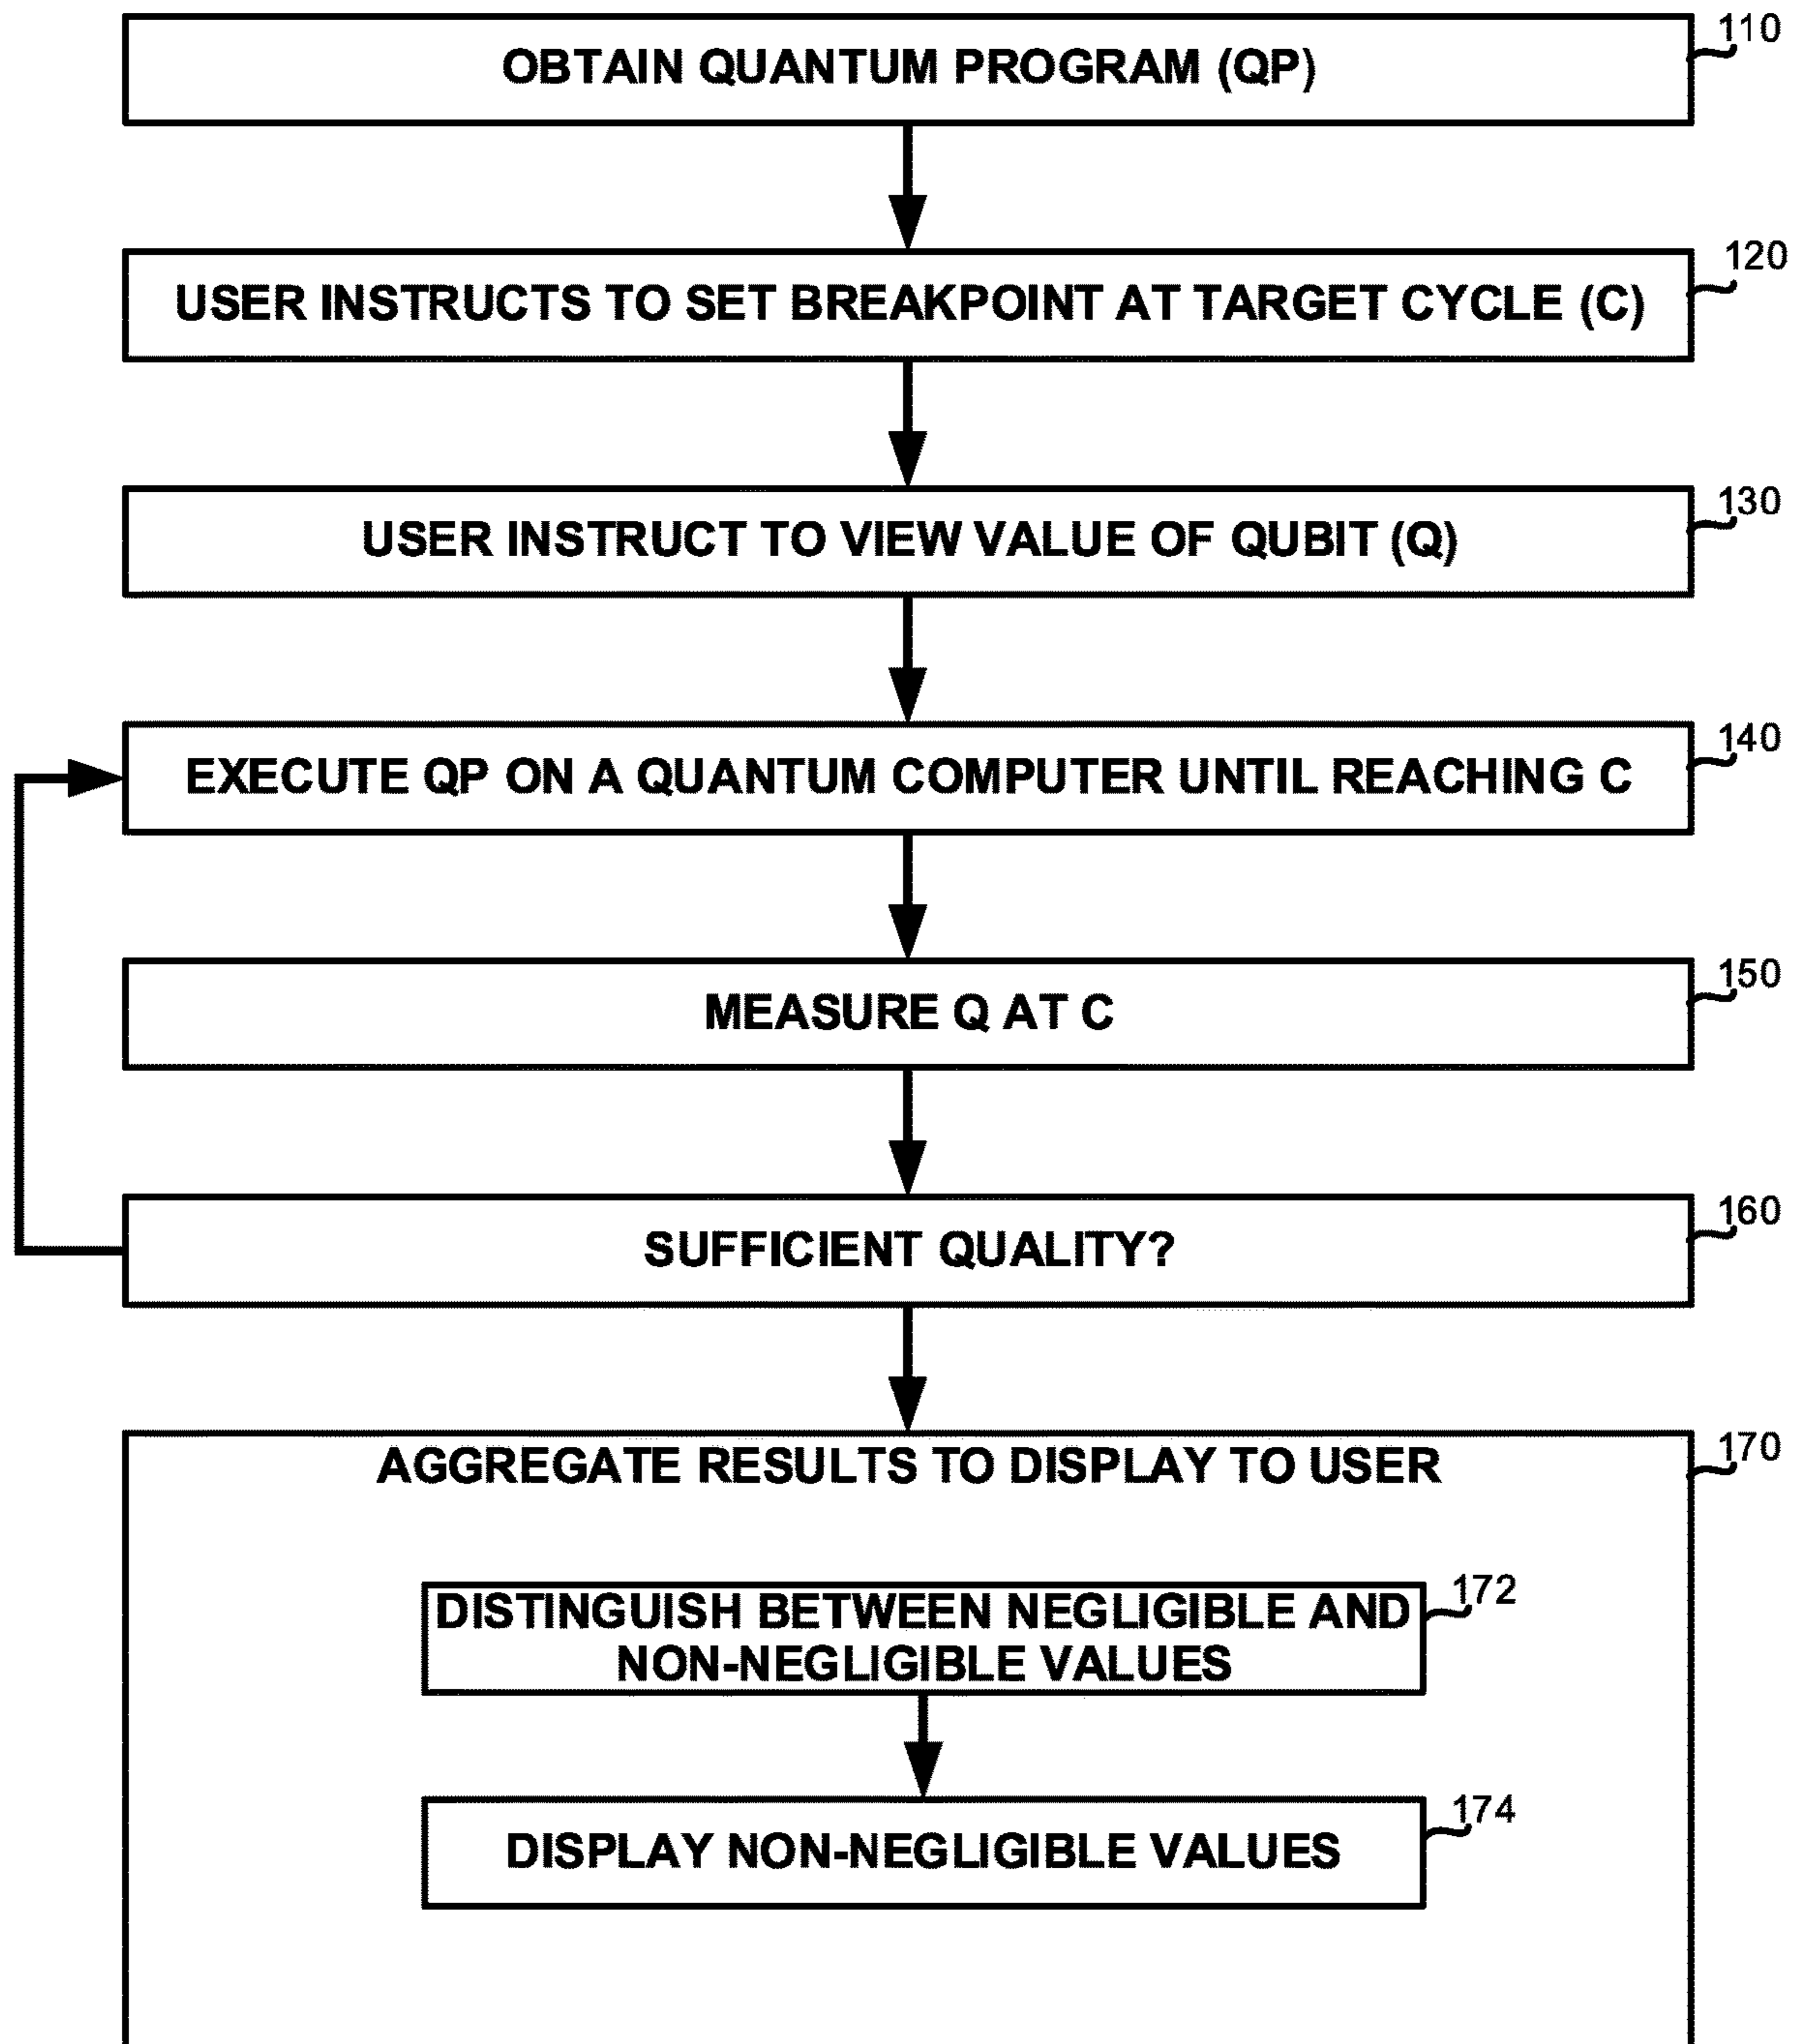 110
OBTAIN QUANTUM PROGRAM (QP)
120
USER INSTRUCTS TO SET BREAKPOINT AT TARGET CYCLE (C)
130
USER INSTRUCT TO VIEW VALUE OF QUBIT (Q)
140
EXECUTE QP ON A QUANTUM COMPUTER UNTIL REACHING C
150
MEASURE Q AT C
160
SUFFICIENT QUALITY?
170
AGGREGATE RESULTS TO DISPLAY TO USER
172
DISTINGUISH BETWEEN NEGLIGIBLE AND
NON-NEGLIGIBLE VALUES
174
DISPLAY NON-NEGLIGIBLE VALUES